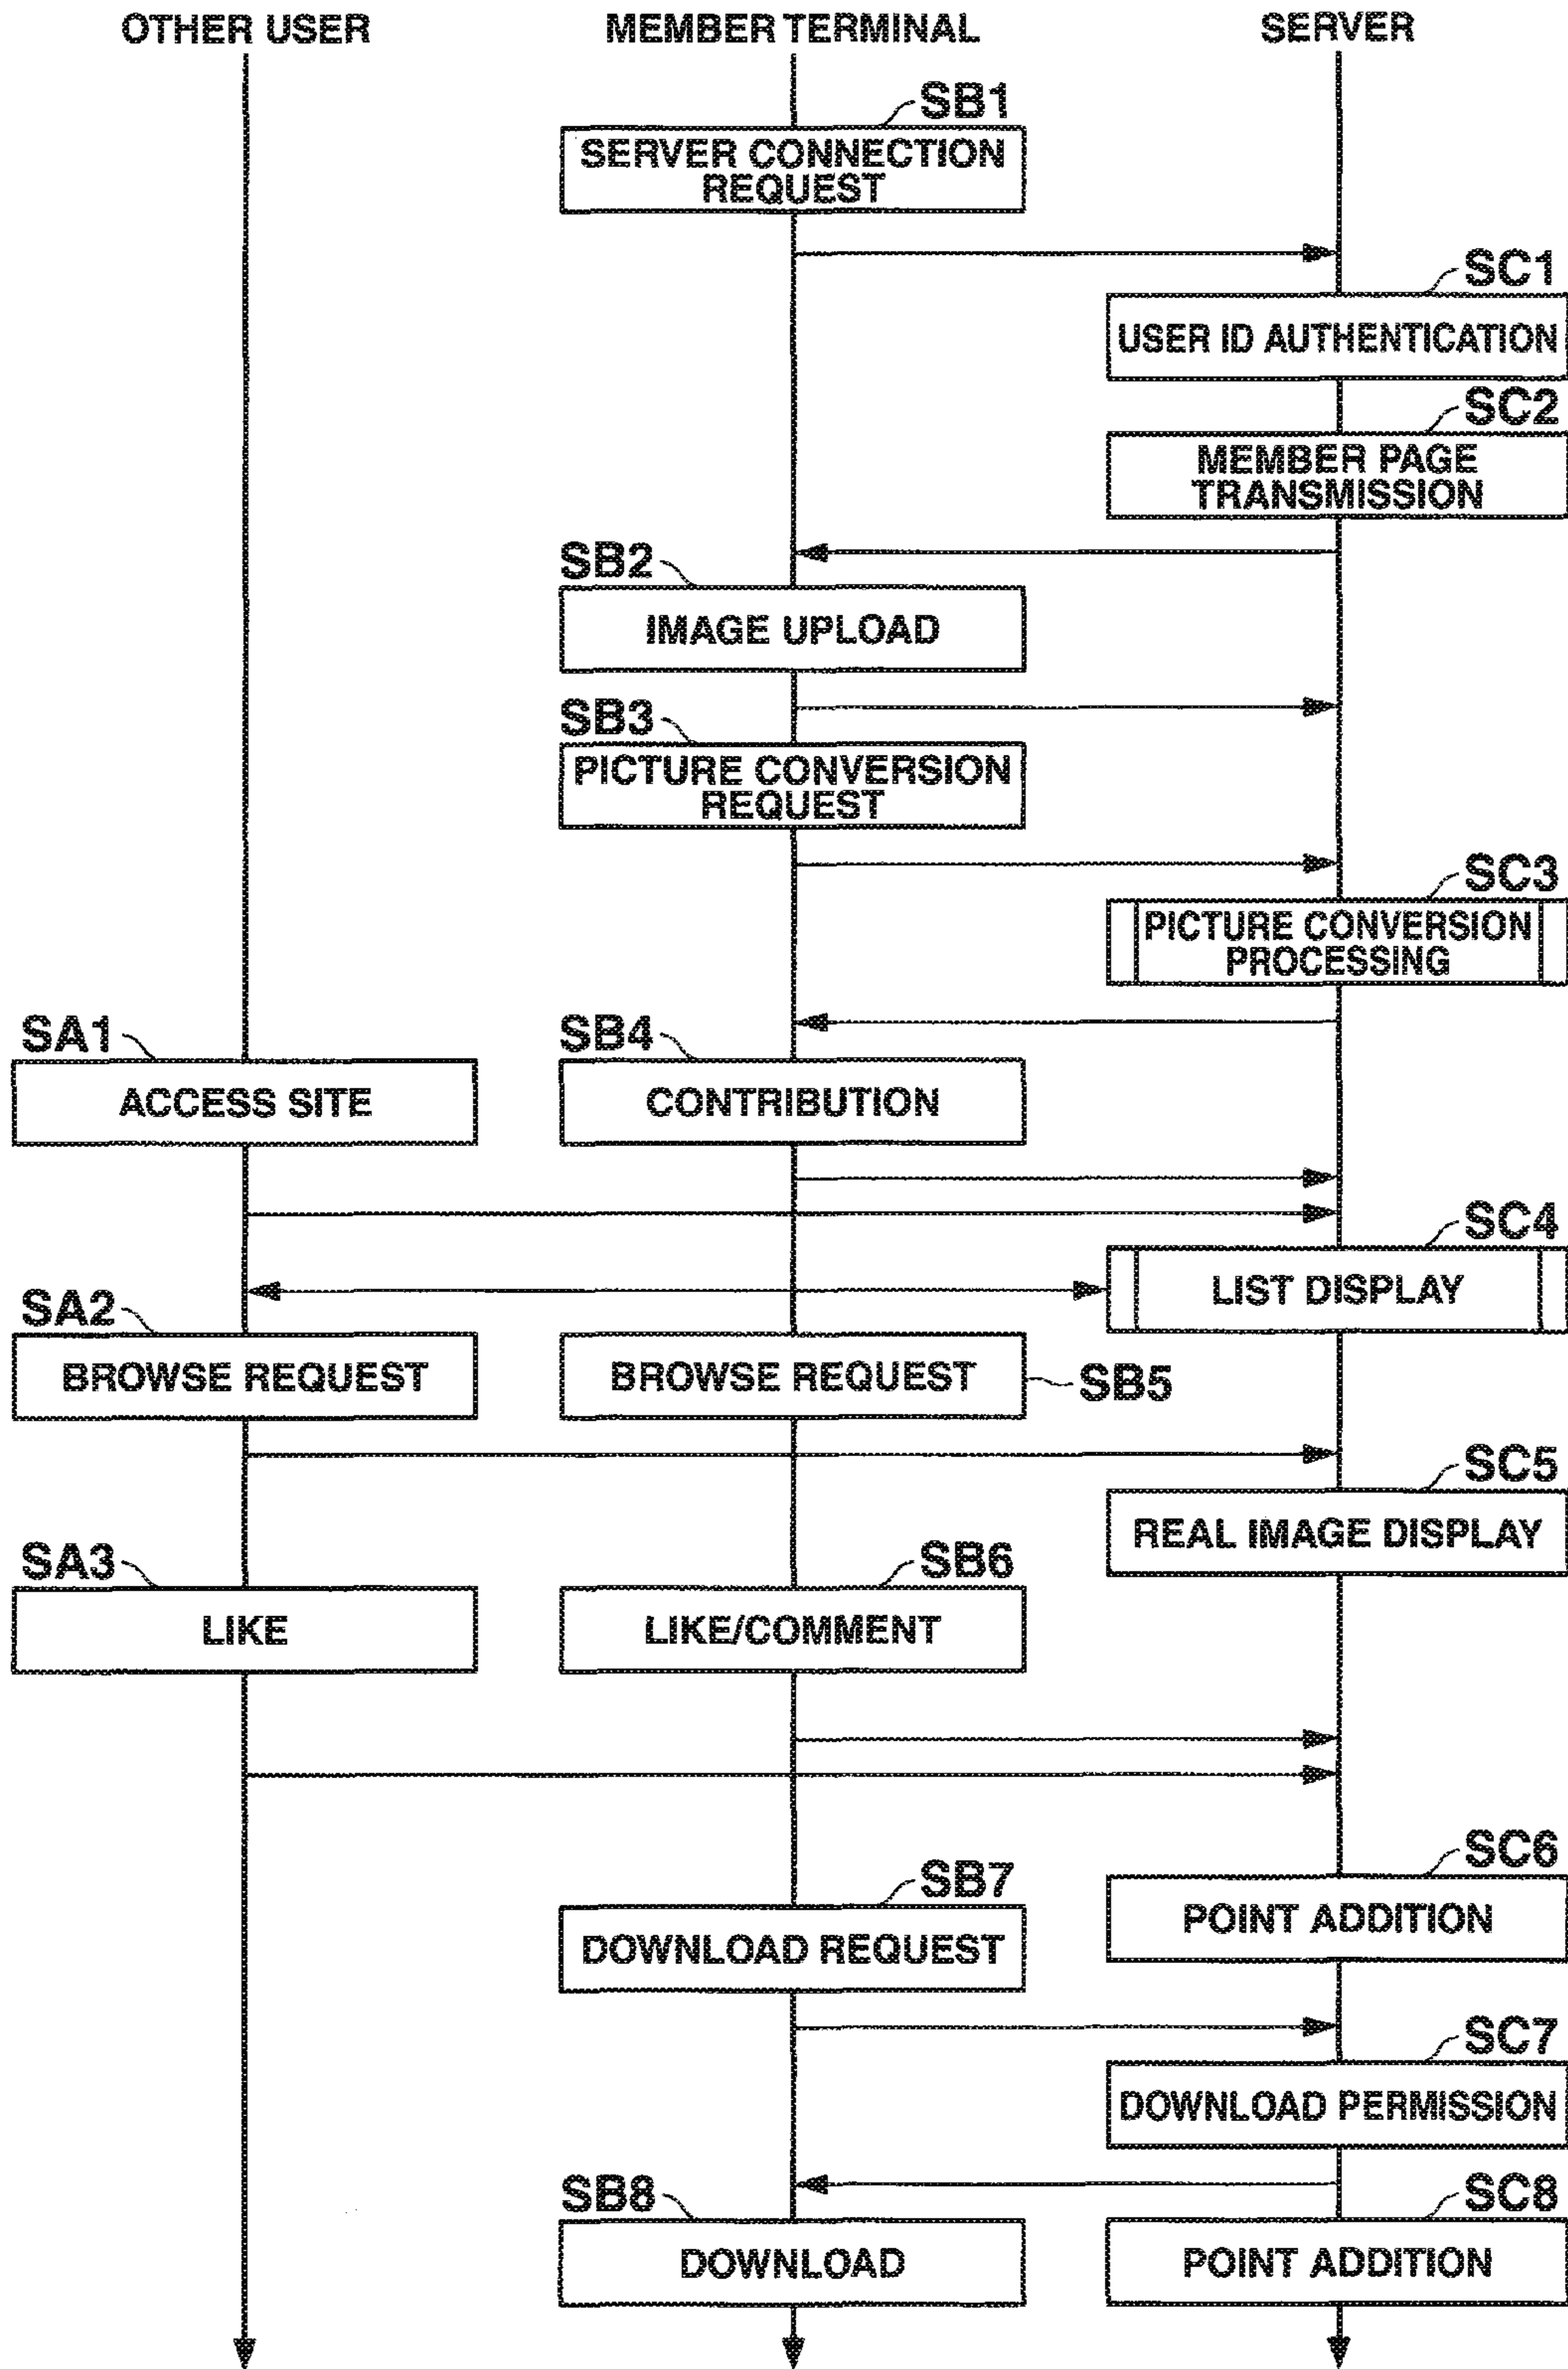 OTHER USER
MEMBER TERMINAL
SERVER
SB1
SERVER CONNECTION
REQUEST
SC1
USER ID AUTHENTICATION
SC2
MEMBER PAGE
TRANSMISSION
SB2
IMAGE UPLOAD
SB3
PICTURE CONVERSION
REQUEST
SC3
PICTURE CONVERSION
PROCESSING
SA1
ACCESS SITE
SB4
CONTRIBUTION
SC4
LIST DISPLAY
SA2
BROWSE REQUEST
BROWSE REQUEST
SB5
SC5
REAL IMAGE DISPLAY
SA3
LIKE
SB6
LIKE/COMMENT
SC6
POINT ADDITION
SB7
DOWNLOAD REQUEST
SC7
DOWNLOAD PERMISSION
SB8
DOWNLOAD
SC8
POINT ADDITION